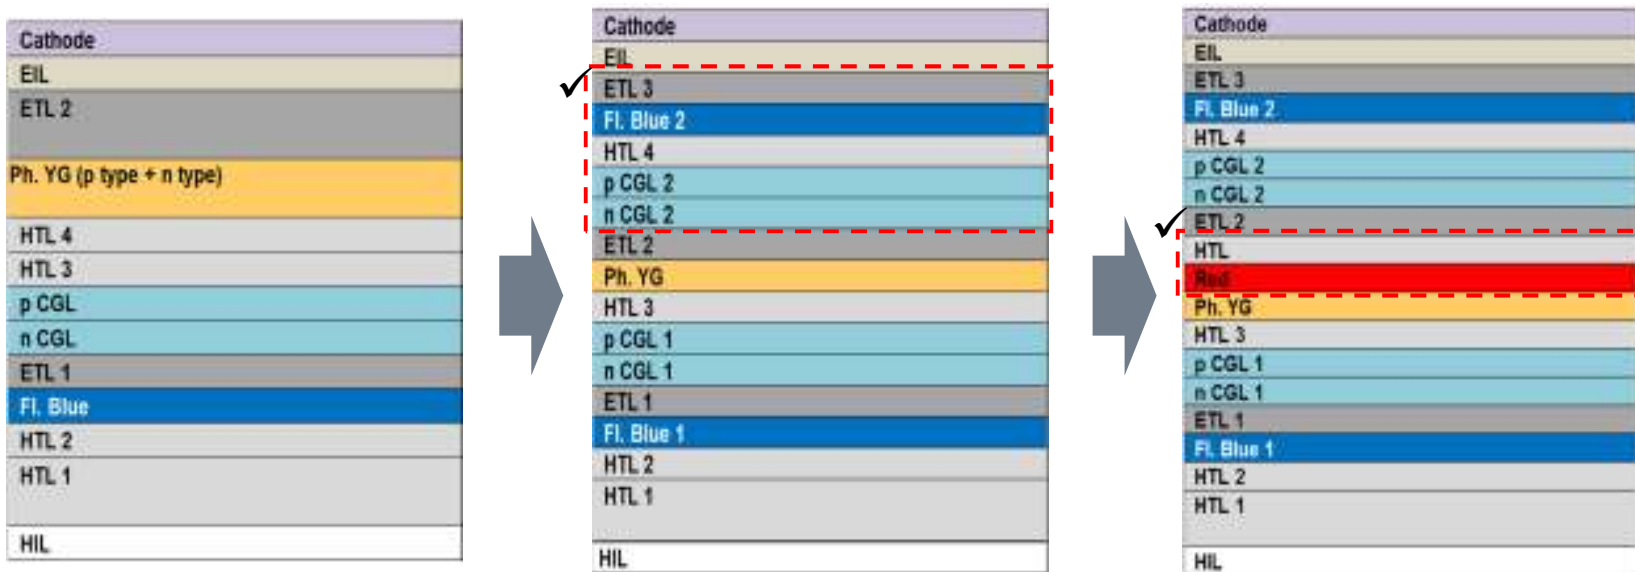 Cathode
EIL
ETL 2
Ph. YG (p type + n type)
HTL 4
HTL 3
p CGL
n CGL
ETL 1
Fl. Blue
HTL 2
HTL 1
HIL
Cathode
EIL
ETL 3
Fl. Blue 2
HTL 4
p CGL 2
n CGL 2
ETL 2
Ph. YG
HTL 3
p CGL 1
n CGL 1
ETL 1
Fl. Blue 1
HTL 2
HTL 1
HIL
Cathode
EIL
ETL 3
Fl. Blue 2
HTL 4
p CGL 2
n CGL 2
ETL 2
HTL
Red
Ph. YG
HTL 3
p CGL 1
n CGL 1
ETL 1
Fl. Blue 1
HTL 2
HTL 1
HIL